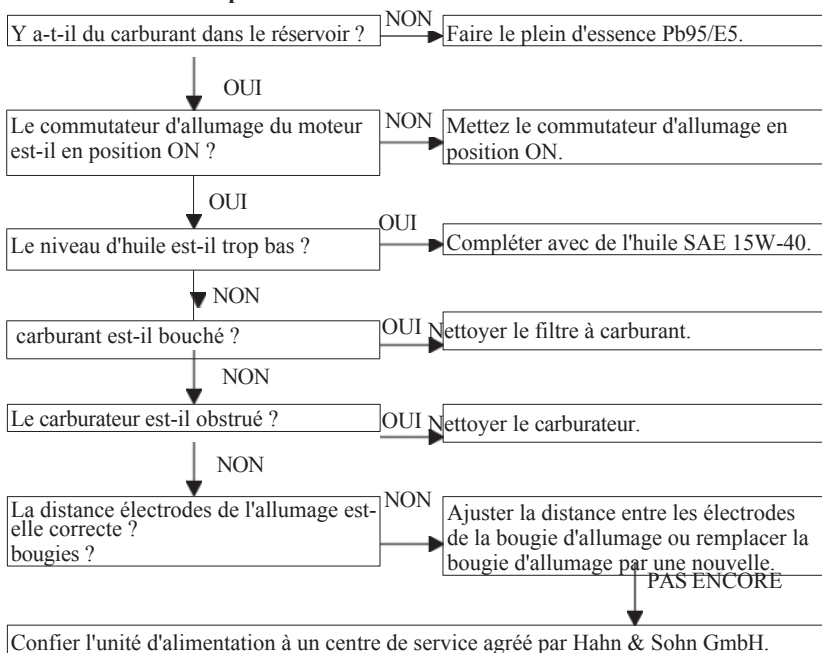 Y a-t-il du carburant dans le réservoir ?
NON
Faire le plein d'essence Pb95/E5.
OUI
Le commutateur d'allumage du moteur
est-il en position ON ?
NON
Mettez le commutateur d'allumage en
position ON.
OUI
Le niveau d'huile est-il trop bas ?
OUI
Compléter avec de l'huile SAE 15W-40.
NON
carburant est-il bouché ?
OUI
Nettoyer le filtre à carburant.
NON
Le carburateur est-il obstrué ?
OUI
Nettoyer le carburateur.
NON
La distance électrodes de l'allumage est-
elle correcte ?
bougies ?
NON
Ajuster la distance entre les électrodes
de la bougie d'allumage ou remplacer la
bougie d'allumage par une nouvelle.
PAS ENCORE
Confier l'unité d'alimentation à un centre de service agréé par Hahn & Sohn GmbH.